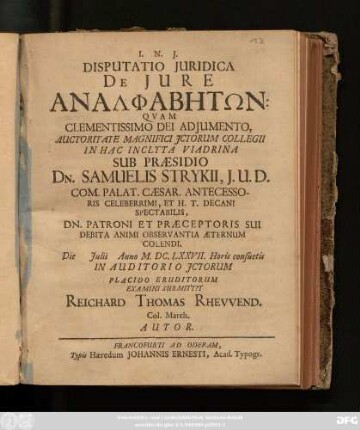 I. N. J.
DISPUTATIO JURIDICA
DE JURE
ΑΝΑΛΦΑΒΗΤΩΝ:
QVAM
CLEMENTISSIMO DEI ADJUMENTO,
AUCTORITATE MAGNIFICI JCTORUM COLLEGII
IN HAC INCLYTA VIADRINA
SUB PRÆSIDIO
DN. SAMUELIS STRYKII, J. U. D.
COM. PALAT. CÆSAR. ANTECESSO-
RIS CELEBERRIMI, ET H. T. DECANI
SPECTABILIS,
DN. PATRONI ET PRÆCEPTORIS SUI
DEBITA ANIMI OBSERVANTIA ÆTERNUM
COLENDI.
Die Julii Anno M. DC. LXXVII. Horis consuetis
IN AUDITORIO JCTORUM
PLACIDO ERUDITORUM
EXAMINI SUBMITTIT
REICHARD THOMAS RHEVVEND.
Col. March.
AUTOR.
FRANCOFURTI AD ODERAM,
Typis Hæredum JOHANNIS ERNESTI, Acad. Typogr.
DFG